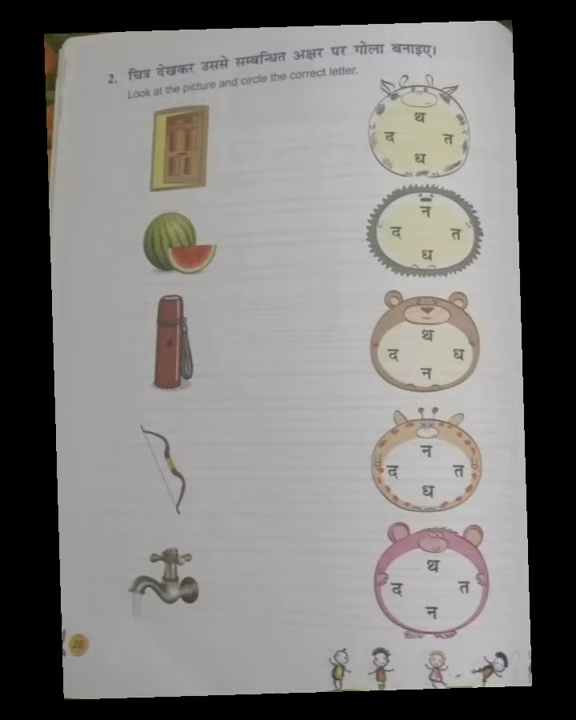 2. चित्र देखकर उससे सम्बन्धित अक्षर पर गोला बनाइए।
Look at the picture and circle the correct letter.
थ
द त
ध
न
द त
ध
थ
द ध
न
न
द त
ध
थ
द त
न
28